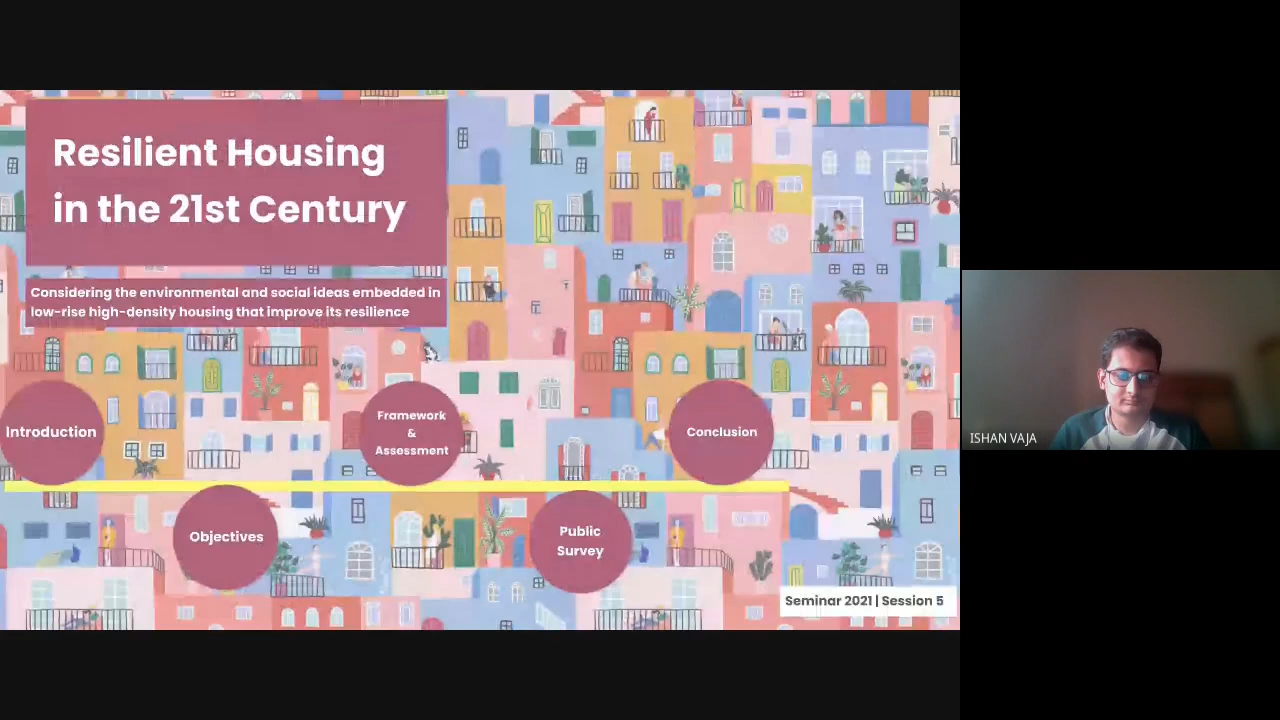 Resilient Housing
in the 21st Century
Considering the environmental and social ideas embedded in
low-rise high-density housing that improve its resilience
Introduction
Framework
&
Assessment
Conclusion
Objectives
Public
Survey
Seminar 2021 | Session 5
ISHAN VAJA